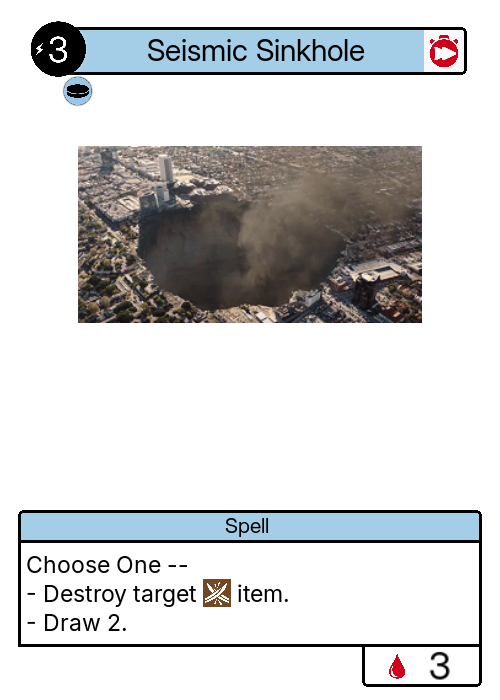 3
Seismic Sinkhole
Spell
Choose One --
- Destroy target item.
- Draw 2.
3